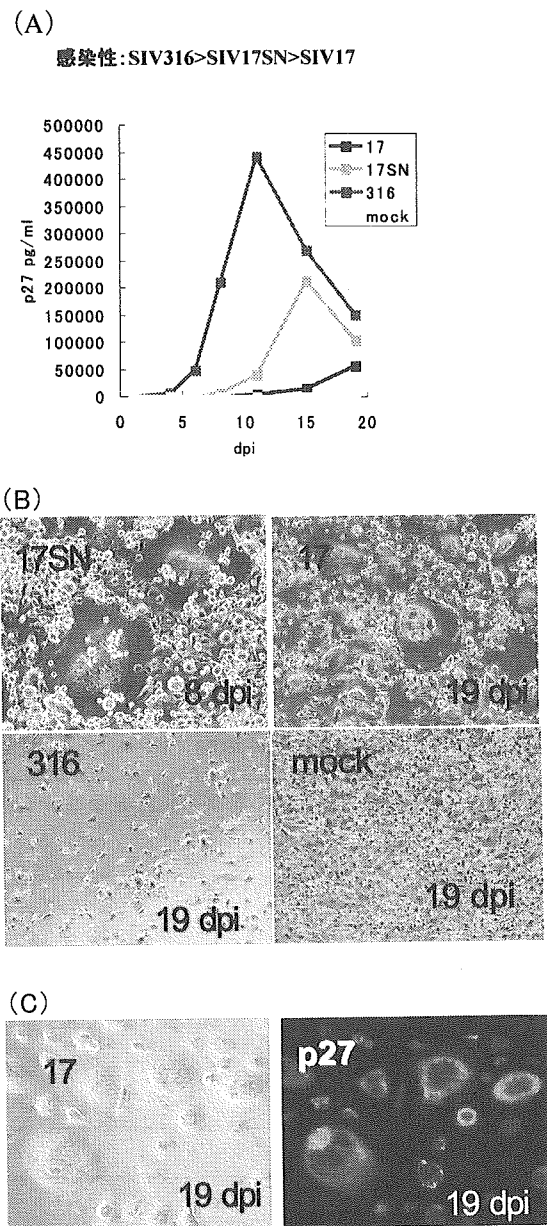 (A)
感染性:SIV316>SIV17SN>SIV17
500000
450000
400000
350000
300000
250000
200000
150000
100000
50000
0
p27 pg/ml
0 5 10 15 20
dpi
17
17SN
316
mock
(B)
17SN
8 dpi
17
19 dpi
316
19 dpi
mock
19 dpi
(C)
17
19 dpi
p27
19 dpi